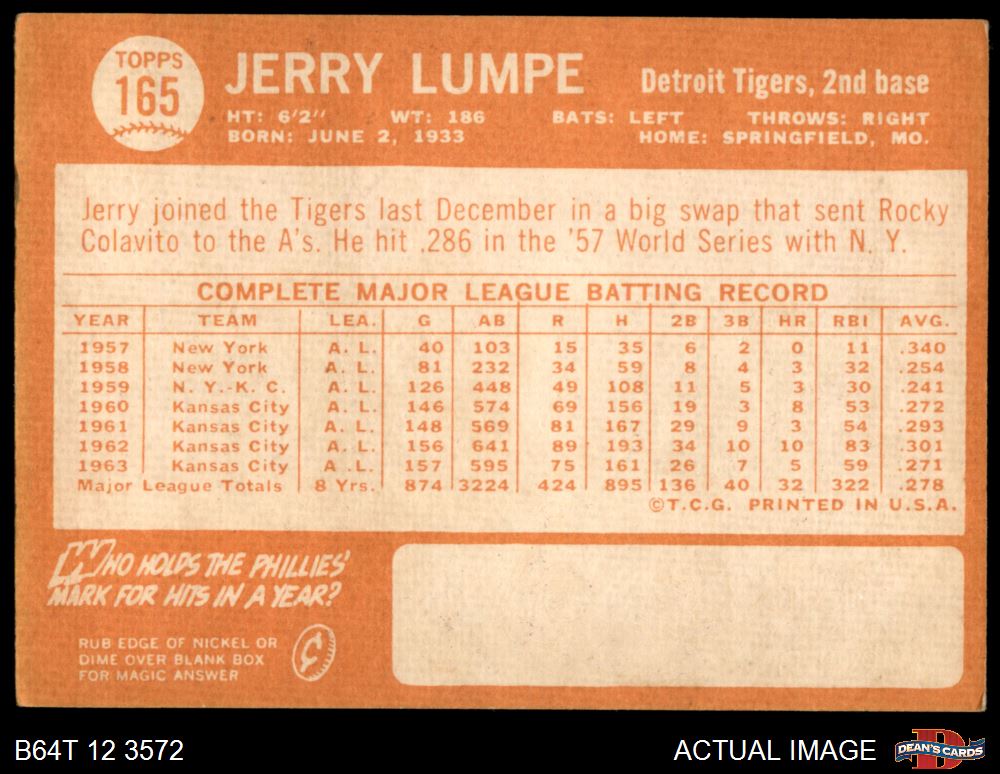 TOPPS
165
JERRY LUMPE
Detroit Tigers, 2nd base
HT: 6'2" WT: 186 BATS: LEFT THROWS: RIGHT
BORN: JUNE 2, 1933 HOME: SPRINGFIELD, MO.
Jerry joined the Tigers last December in a big swap that sent Rocky
Colavito to the A's. He hit .286 in the '57 World Series with N. Y.
COMPLETE MAJOR LEAGUE BATTING RECORD
YEAR TEAM LEA. G AB R H 2B 3B HR RBI AVG.
1957 New York A. L. 40 103 15 35 6 2 0 11 .340
1958 New York A. L. 81 232 34 59 8 4 3 32 .254
1959 N. Y.-K. C. A. L. 126 448 49 108 11 5 3 30 .241
1960 Kansas City A. L. 146 574 69 156 19 3 8 53 .272
1961 Kansas City A. L. 148 569 81 167 29 9 3 54 .293
1962 Kansas City A. L. 156 641 89 193 34 10 10 83 .301
1963 Kansas City A .L. 157 595 75 161 26 7 5 59 .271
Major League Totals 8 Yrs. 874 3224 424 895 136 40 32 322 .278
©T.C.G. PRINTED IN U.S.A.
WHO HOLDS THE PHILLIES'
MARK FOR HITS IN A YEAR?
RUB EDGE OF NICKEL OR
DIME OVER BLANK BOX
FOR MAGIC ANSWER
¢
B64T 12 3572
ACTUAL IMAGE
D
DEAN'S CARDS